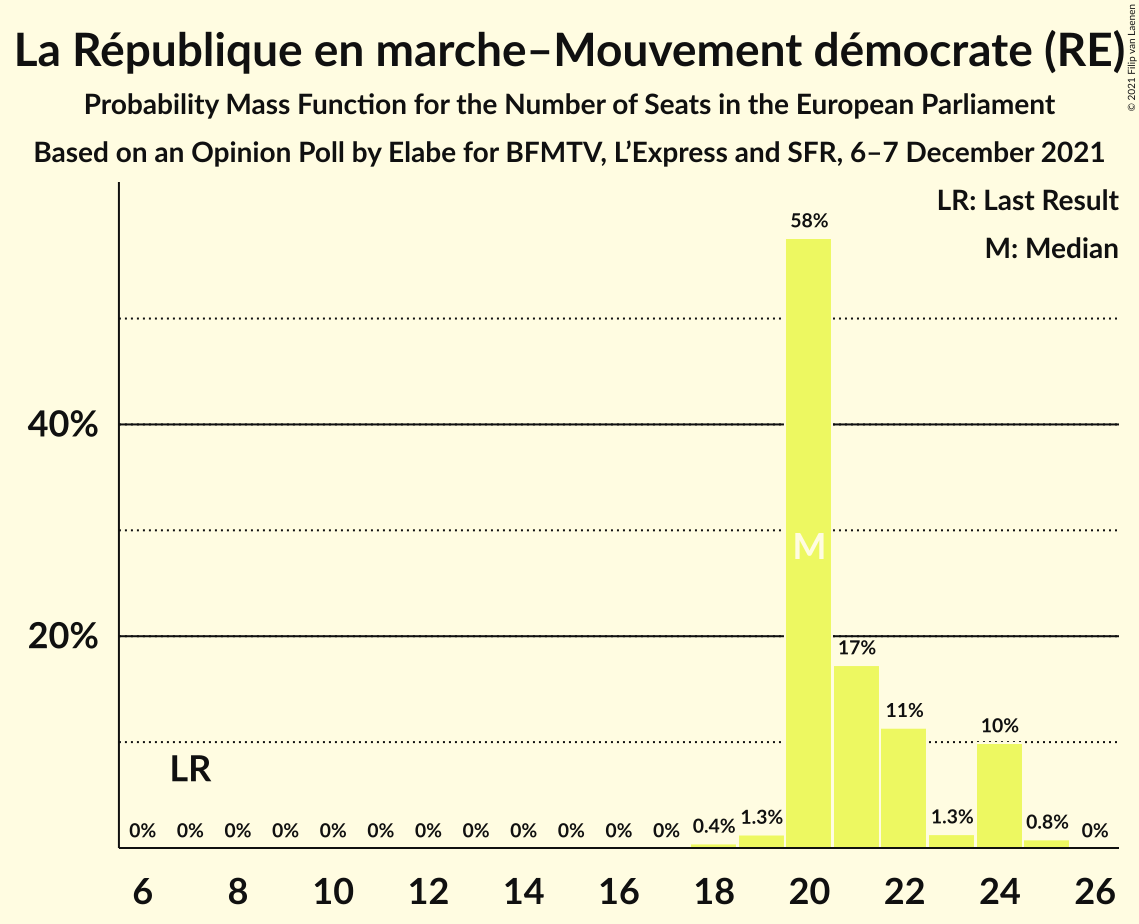 La République en marche–Mouvement démocrate (RE)
© 2021 Filip van Laenen
Probability Mass Function for the Number of Seats in the European Parliament
Based on an Opinion Poll by Elabe for BFMTV, L’Express and SFR, 6–7 December 2021
LR: Last Result
M: Median
58%
40%
M
20%
17%
11%
10%
LR
0% 0% 0% 0% 0% 0% 0% 0% 0% 0% 0% 0% 0.4% 1.3% 1.3% 0.8% 0%
6 8 10 12 14 16 18 20 22 24 26